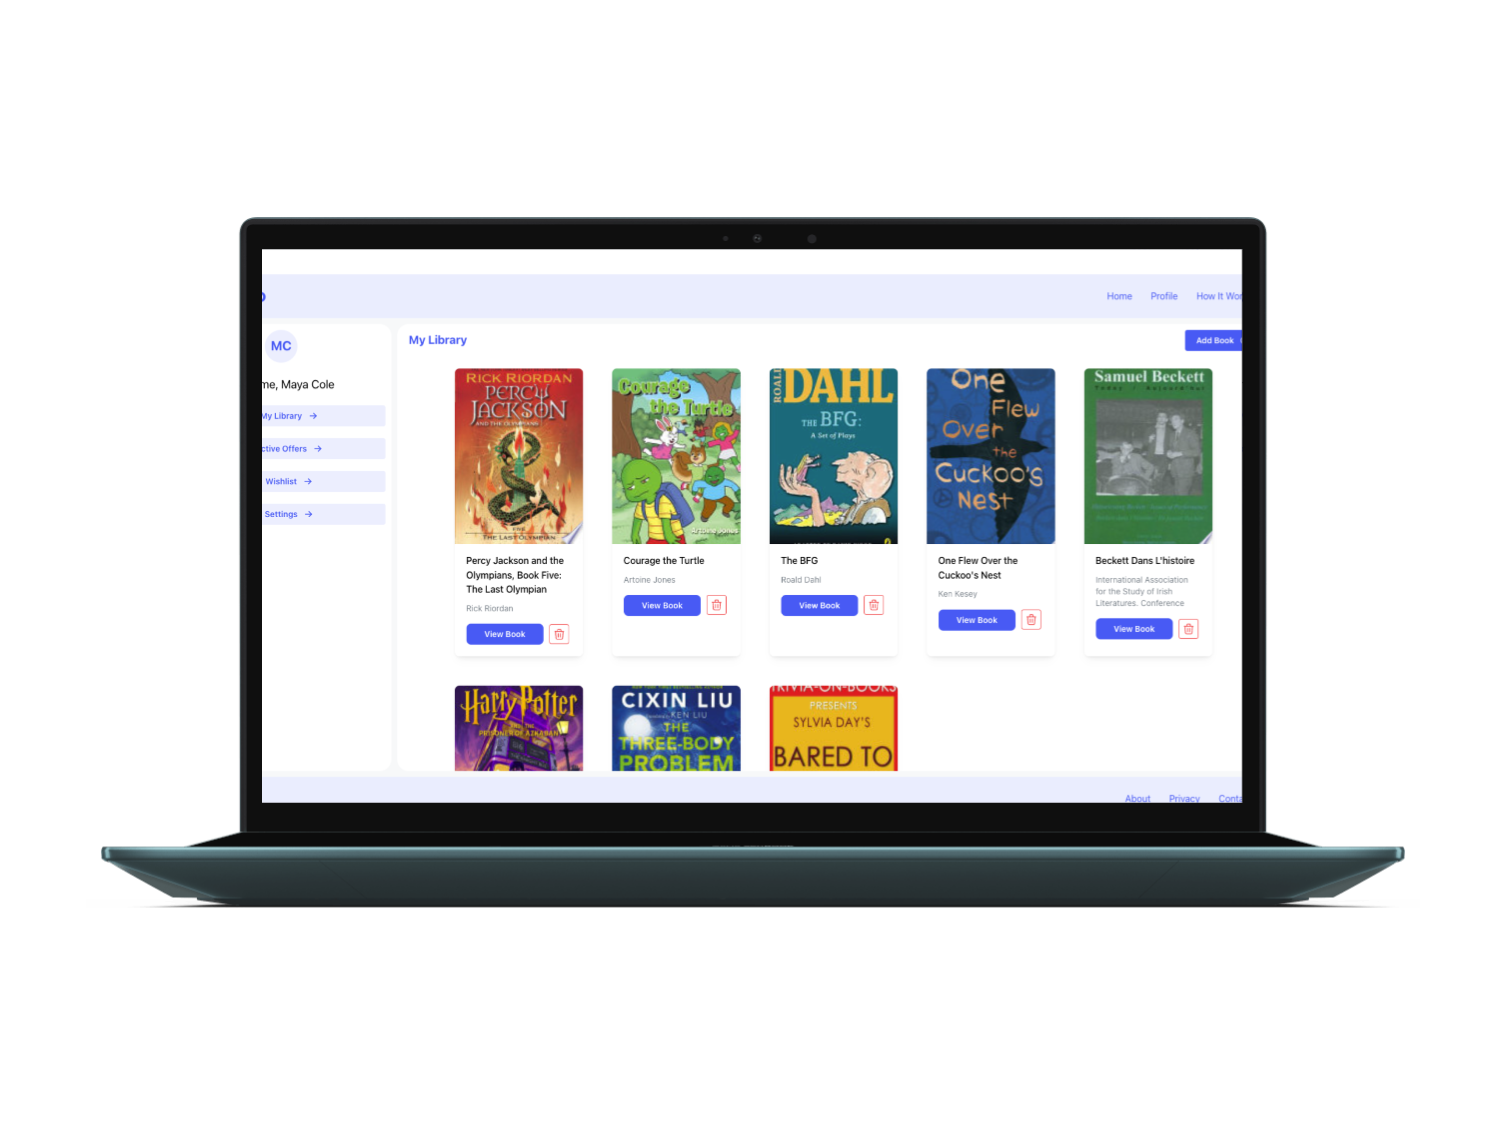 Home Profile How It Wor
MC
me, Maya Cole
My Library
ctive Offers
Wishlist
Settings
My Library
Add Book
RICK RIORDAN
PERCY
JACKSON
AND THE OLYMPIANS
THE LAST OLYMPIAN
Percy Jackson and the
Olympians, Book Five:
The Last Olympian
Rick Riordan
View Book
Courage
the Turtle
Artoine Jones
Courage the Turtle
Artoine Jones
View Book
ROALD
DAHL
THE BFG:
A Set of Plays
The BFG
Roald Dahl
View Book
One
Flew
Over
the
Cuckoo's
Nest
One Flew Over the
Cuckoo's Nest
Ken Kesey
View Book
Samuel Beckett
Beckett Dans L'histoire
International Association
for the Study of Irish
Literatures. Conference
View Book
Harry Potter
AND THE
PRISONER OF AZKABAN
CIXIN LIU
KEN LIU
THE
THREE-BODY
PROBLEM
TRIVIA-ON-BOOKS
PRESENTS
SYLVIA DAY'S
BARED TO
About Privacy Conta